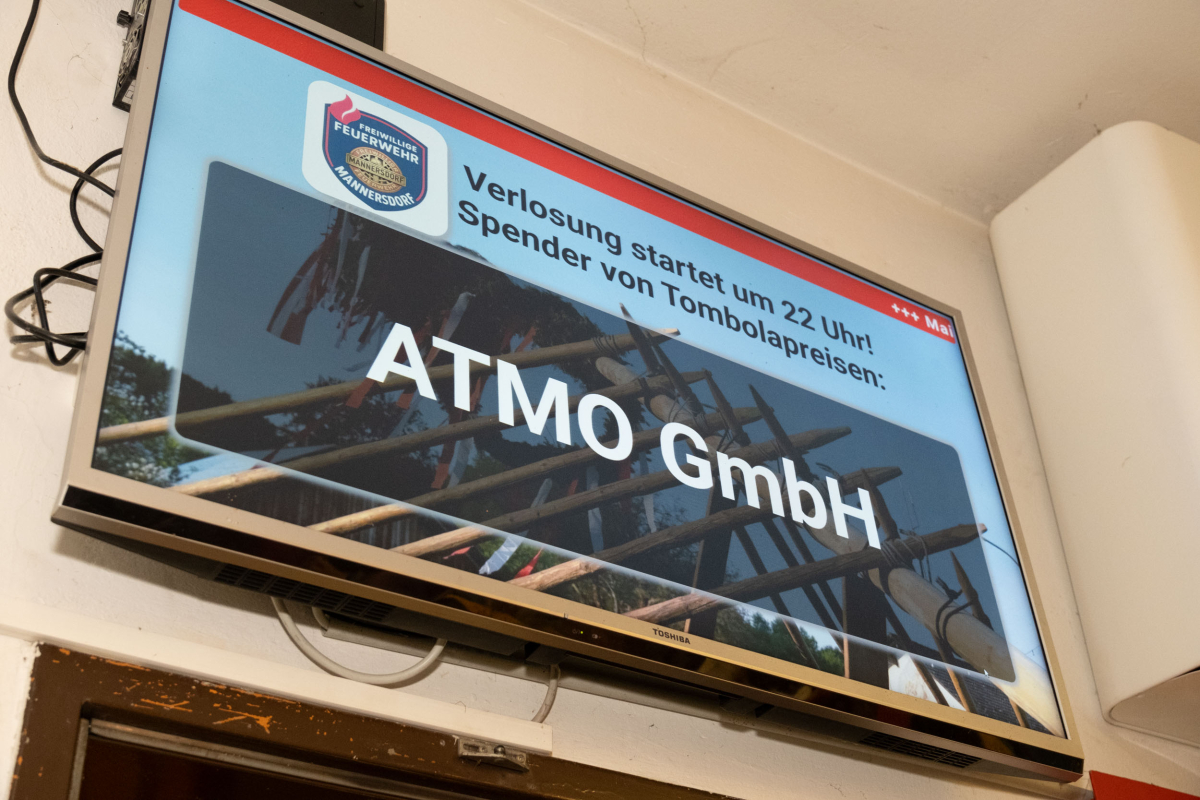 +++ Mai
FREIWILLIGE
FEUERWEHR
MANNERSDORF
MANNERSDORF
Verlosung startet um 22 Uhr!
Spender von Tombolapreisen:
ATMO GmbH
TOSHIBA